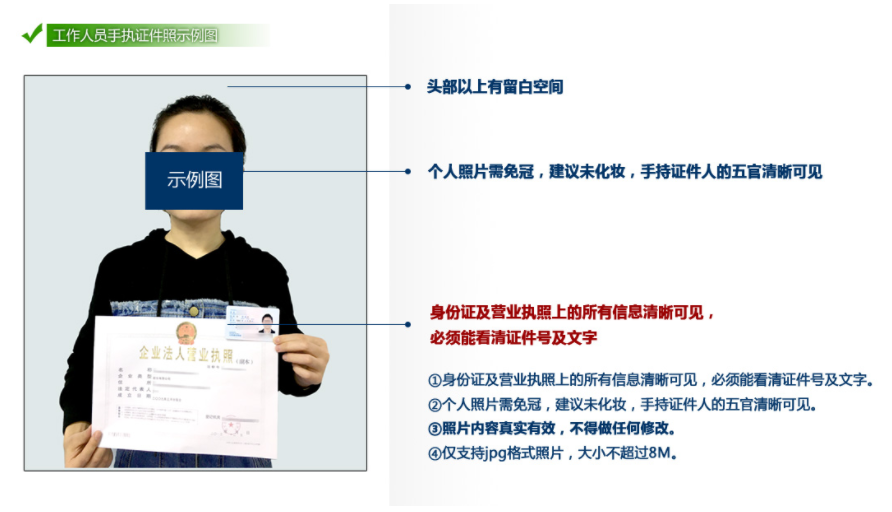 工作人员手执证件照示例图
头部以上有留白空间
示例图
个人照片需免冠，建议未化妆，手持证件人的五官清晰可见
身份证及营业执照上的所有信息清晰可见，
必须能看清证件号及文字
企业法人营业执照（副本）
①身份证及营业执照上的所有信息清晰可见，必须能看清证件号及文字。
②个人照片需免冠，建议未化妆，手持证件人的五官清晰可见。
③照片内容真实有效，不得做任何修改。
④仅支持jpg格式照片，大小不超过8M。